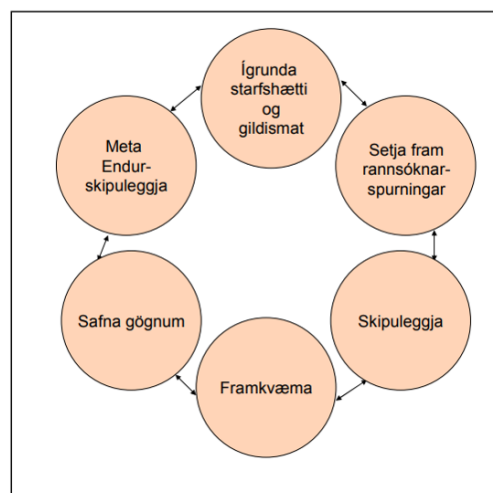 Ígrunda
starfshætti
og
gildismat
Setja fram
rannsóknar-
spurningar
Skipuleggja
Framkvæma
Safna gögnum
Meta
Endur-
skipuleggja